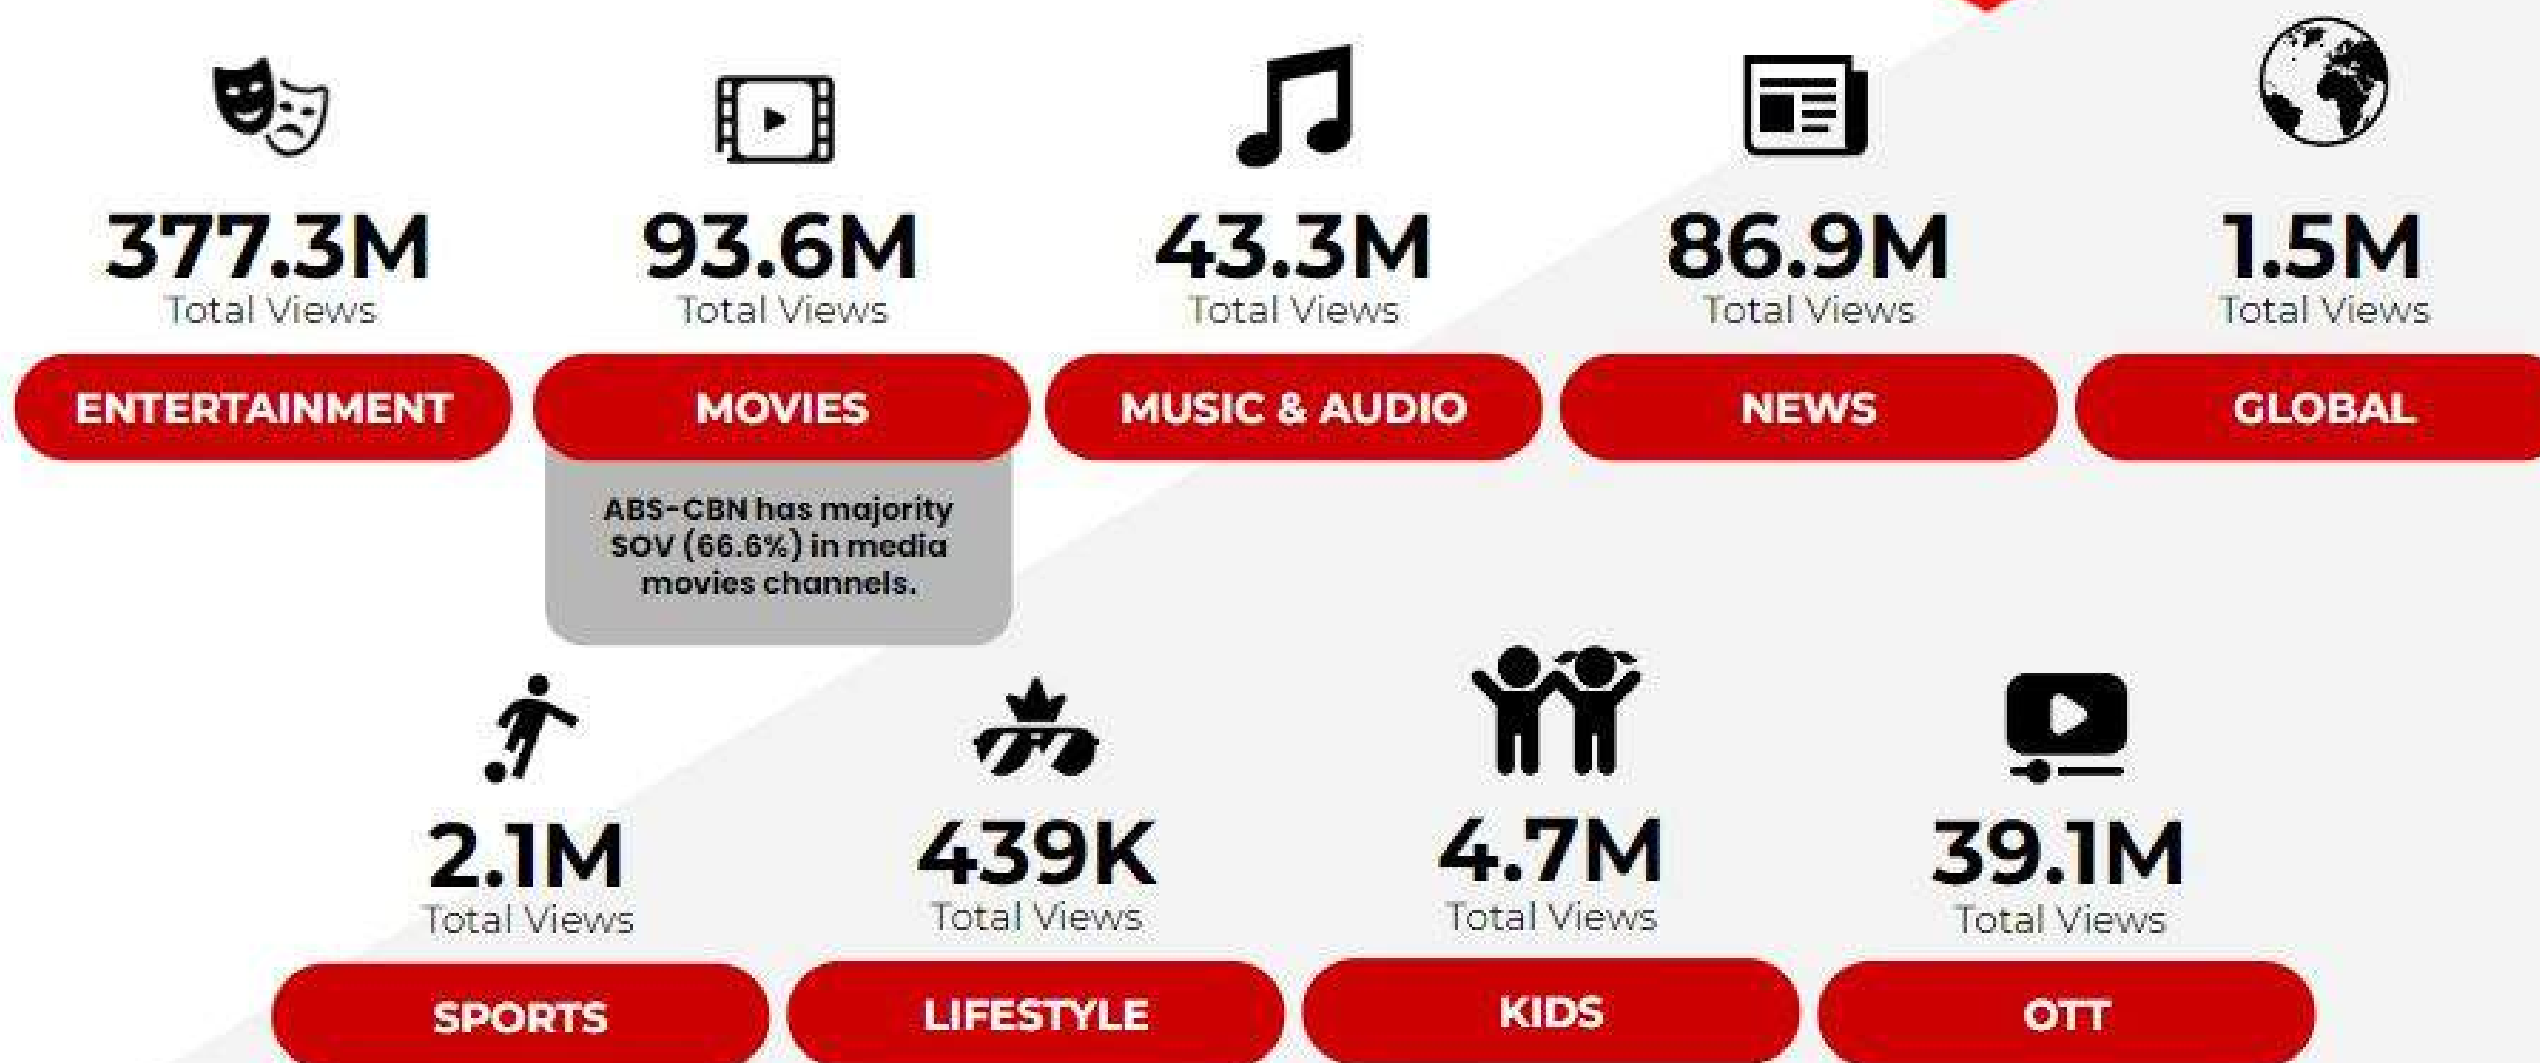 377.3M
Total Views
ENTERTAINMENT
93.6M
Total Views
MOVIES
ABS-CBN has majority
SOV (66.6%) in media
movies channels.
43.3M
Total Views
MUSIC & AUDIO
86.9M
Total Views
NEWS
1.5M
Total Views
GLOBAL
2.1M
Total Views
SPORTS
439K
Total Views
LIFESTYLE
4.7M
Total Views
KIDS
39.1M
Total Views
OTT